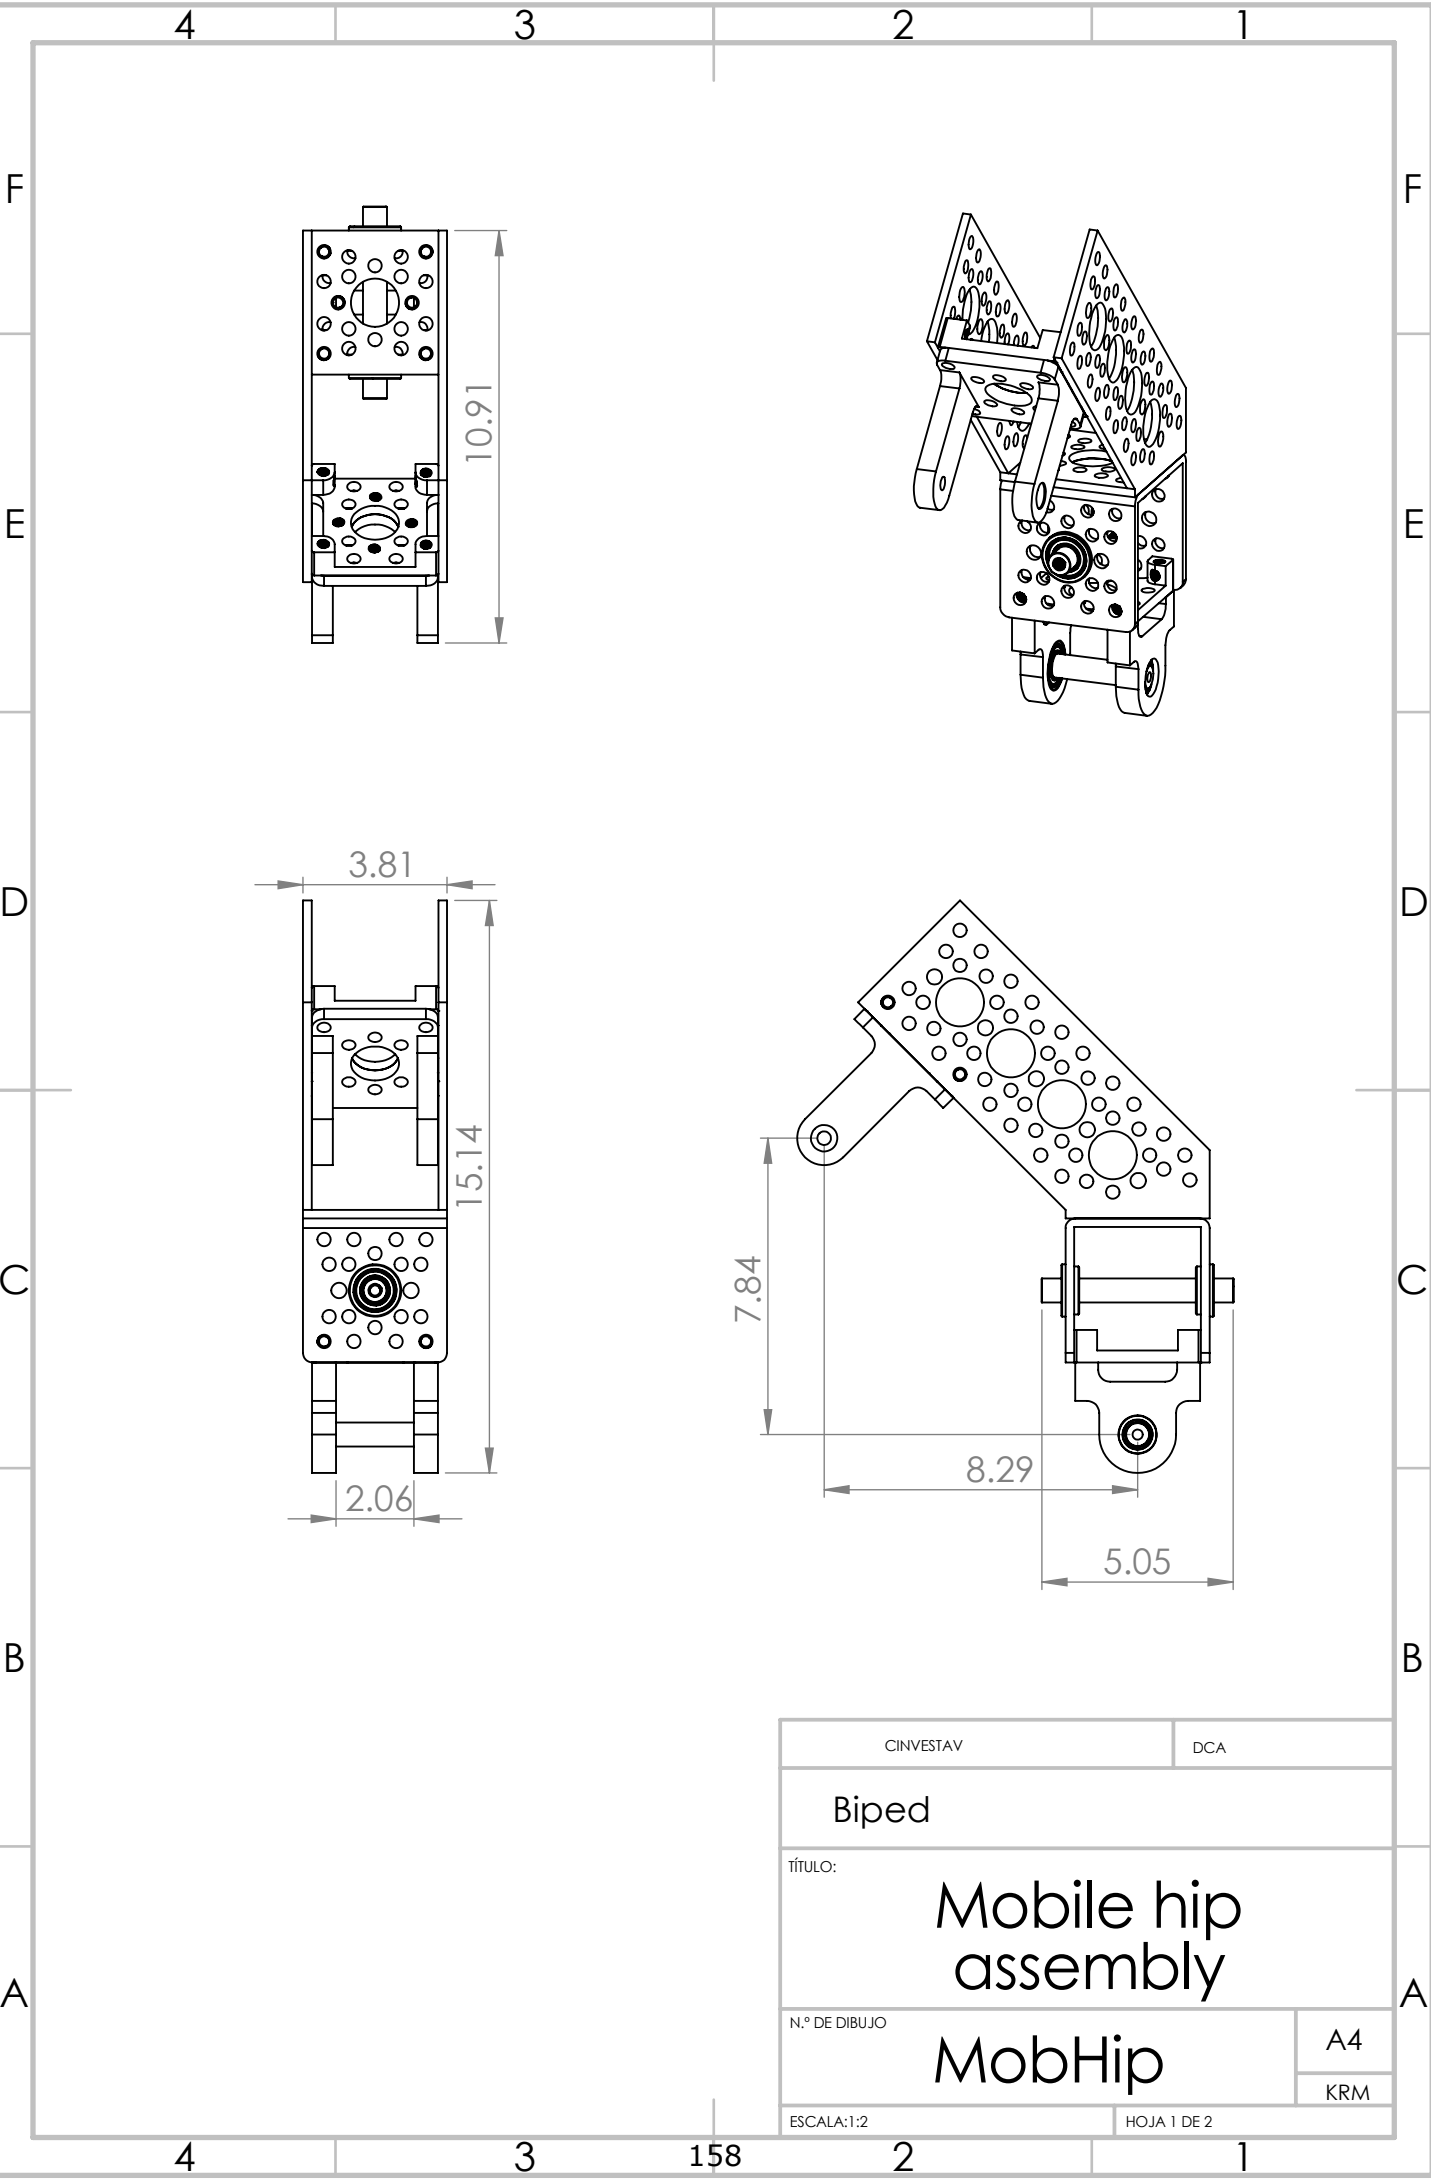 4 3 2 1
F F
10.91
E E
3.81
D D
15.14
7.84
C C
8.29
2.06
5.05
B B
CINVESTAV DCA
Biped
TÍTULO:
Mobile hip
assembly
A A
N.º DE DIBUJO
MobHip
A4
KRM
ESCALA:1:2 HOJA 1 DE 2
4 3 158 2 1